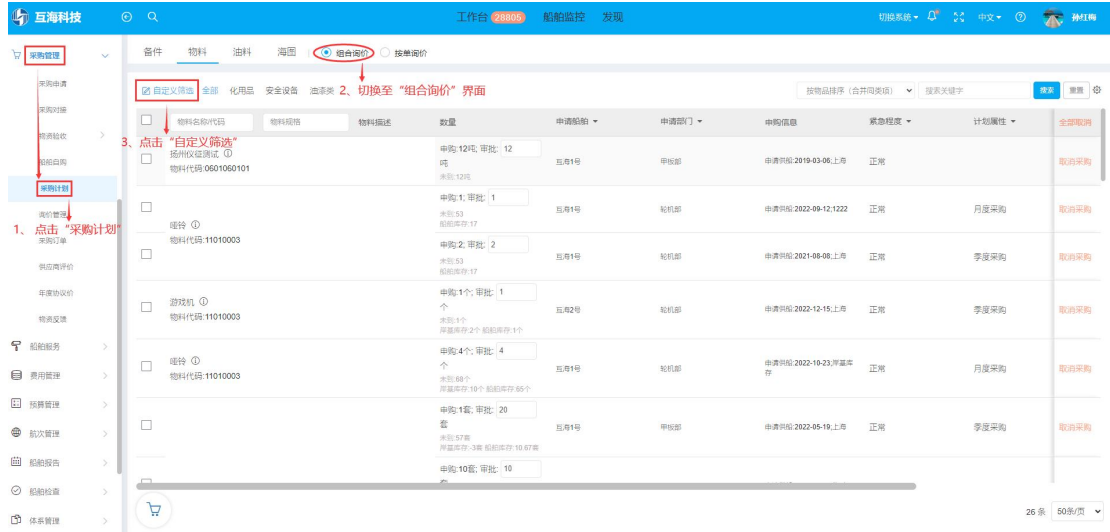 互海科技
工作台 28805 船舶监控 发现
切换系统 中文 孙红梅
采购管理
采购申请
采购对接
物资验收
船舶自购
采购计划
询价管理
采购订单
供应商评价
年度协议价
物资反馈
船舶服务
费用管理
预算管理
航次管理
船舶报告
船舶检查
体系管理
1、 点击 “采购计划”
备件 物料 油料 海图 组合询价 按单询价
2、切换至 “组合询价” 界面
自定义筛选 全部 化用品 安全设备 油漆类
按物品排序（合并同类项） 搜索关键字 搜索 重置
3、点击 “自定义筛选”
物料名称/代码 物料规格 物料描述 数量 申请船舶 申请部门 申购信息 紧急程度 计划属性 全部取消
扬州仪征测试
物料代码:0601060101
申购:12吨; 审批: 12
吨
未到:12吨
互海1号 甲板部 申请供船:2019-03-06;上海 正常 取消采购
哑铃
物料代码:11010003
申购:1; 审批: 1
未到:53
船舶库存:17
互海1号 轮机部 申请供船:2022-09-12;1222 正常 月度采购 取消采购
申购:2; 审批: 2
未到:53
船舶库存:17
互海1号 轮机部 申请供船:2021-08-08;上海 正常 季度采购 取消采购
游戏机
物料代码:11010003
申购:1个; 审批: 1
个
未到:1个
岸基库存:2个 船舶库存:1个
互海2号 轮机部 申请供船:2022-12-15;上海 正常 季度采购 取消采购
哑铃
物料代码:11010003
申购:4个; 审批: 4
个
未到:68个
岸基库存:10个 船舶库存:65个
互海1号 轮机部 申请供船:2022-10-23;岸基库
存
正常 月度采购 取消采购
申购:1套; 审批: 20
套
未到:57套
岸基库存:-3套 船舶库存:10.67套
互海1号 甲板部 申请供船:2022-05-19;上海 正常 季度采购 取消采购
申购:10套; 审批: 10
26 条 50条/页